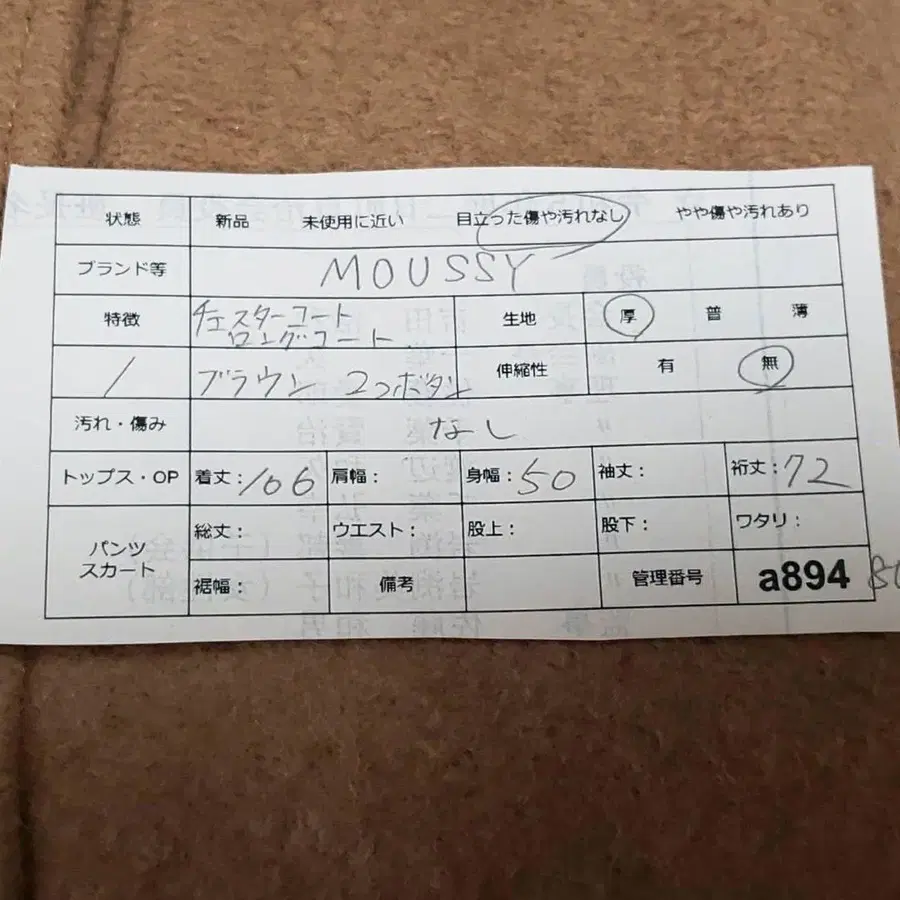 状態 新品 未使用に近い 目立った傷や汚れなし やや傷や汚れあり
ブランド等 MOUSSY
特徴 チェスターコート 生地 厚 普 薄
ロングコート
/ ブラウン 2つボタン 伸縮性 有 無
汚れ・傷み なし
トップス・OP 着丈：106 肩幅： 身幅：50 袖丈： 裄丈：72
パンツ スカート 総丈： ウエスト： 股上： 股下： ワタリ：
裾幅： 備考 管理番号 a894